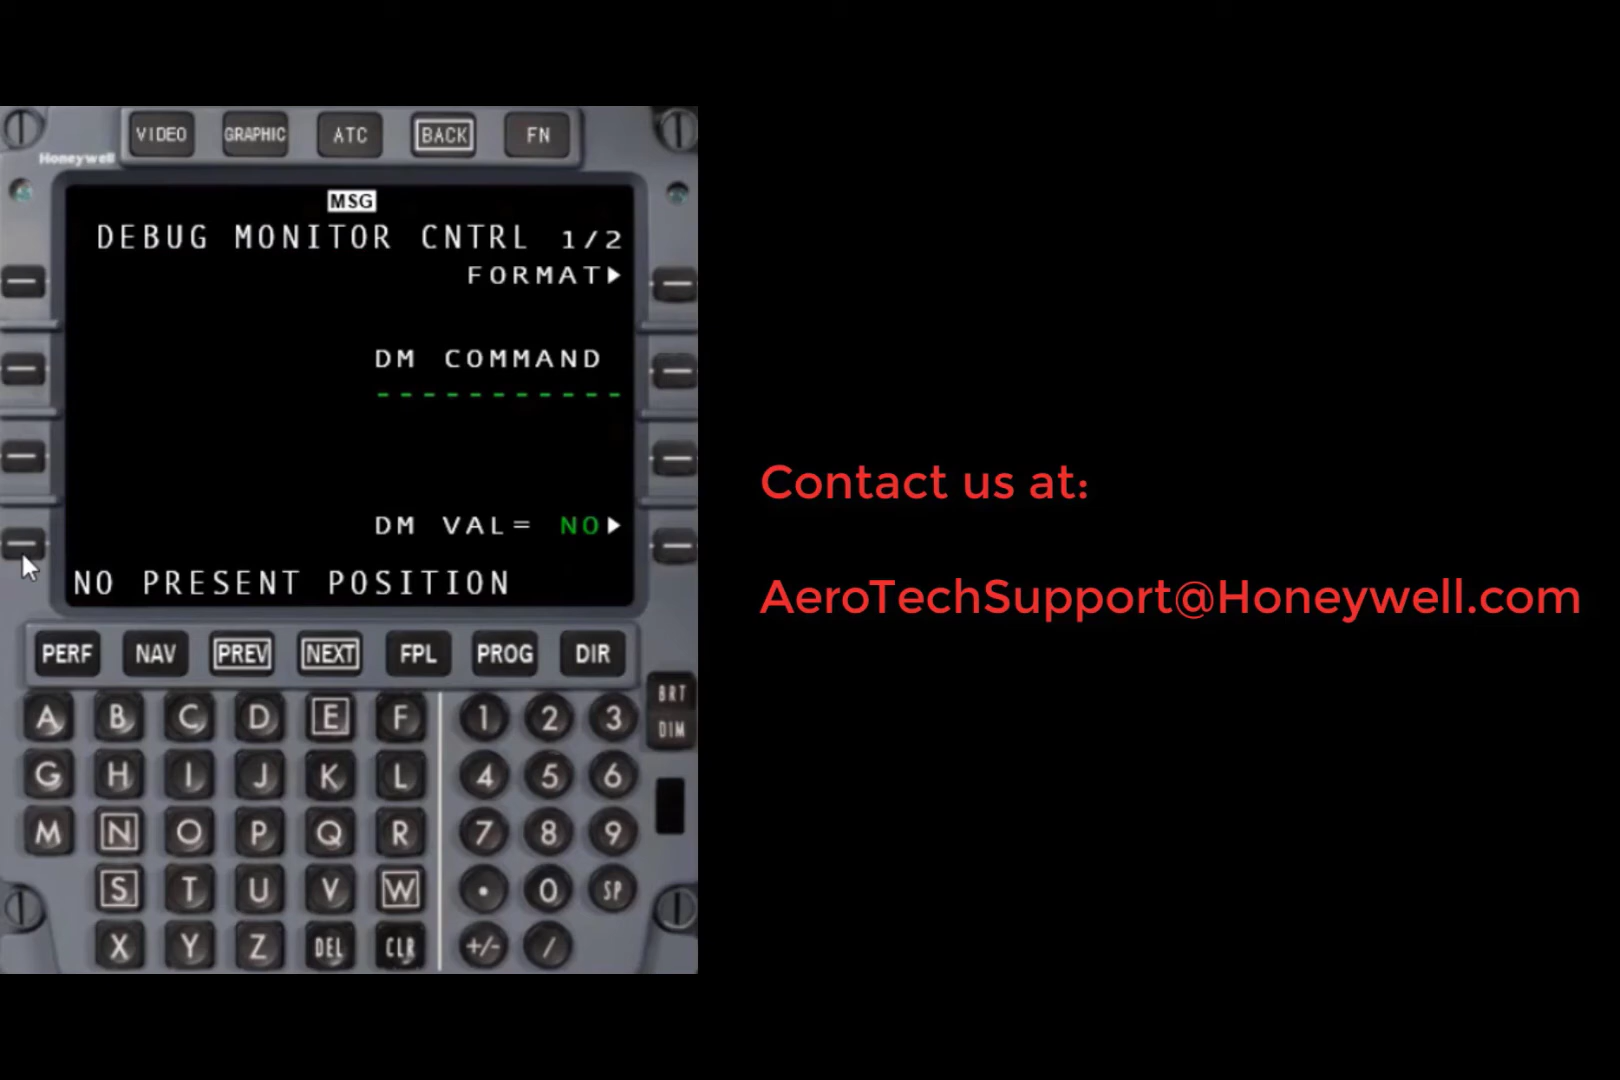 VIDEO GRAPHIC ATC BACK FN
Honeywell
MSG
DEBUG MONITOR CNTRL 1/2
FORMAT▶
DM COMMAND
-----------
DM VAL= NO▶
NO PRESENT POSITION
PERF NAV PREV NEXT FPL PROG DIR
BRT
DIM
A B C D E F 1 2 3
G H I J K L 4 5 6
M N O P Q R 7 8 9
S T U V W • 0 SP
X Y Z DEL CLR +/- /
Contact us at:
AeroTechSupport@Honeywell.com